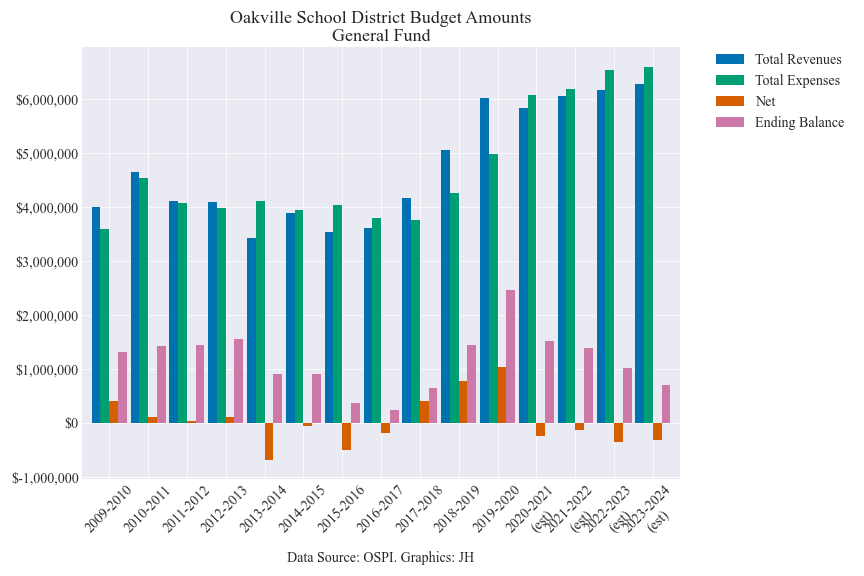 Oakville School District Budget Amounts
General Fund
Total Revenues
Total Expenses
Net
Ending Balance
$6,000,000
$5,000,000
$4,000,000
$3,000,000
$2,000,000
$1,000,000
$0
$-1,000,000
2009-2010
2010-2011
2011-2012
2012-2013
2013-2014
2014-2015
2015-2016
2016-2017
2017-2018
2018-2019
2019-2020
2020-2021
(est)
2021-2022
(est)
2022-2023
(est)
2023-2024
(est)
Data Source: OSPI. Graphics: JH